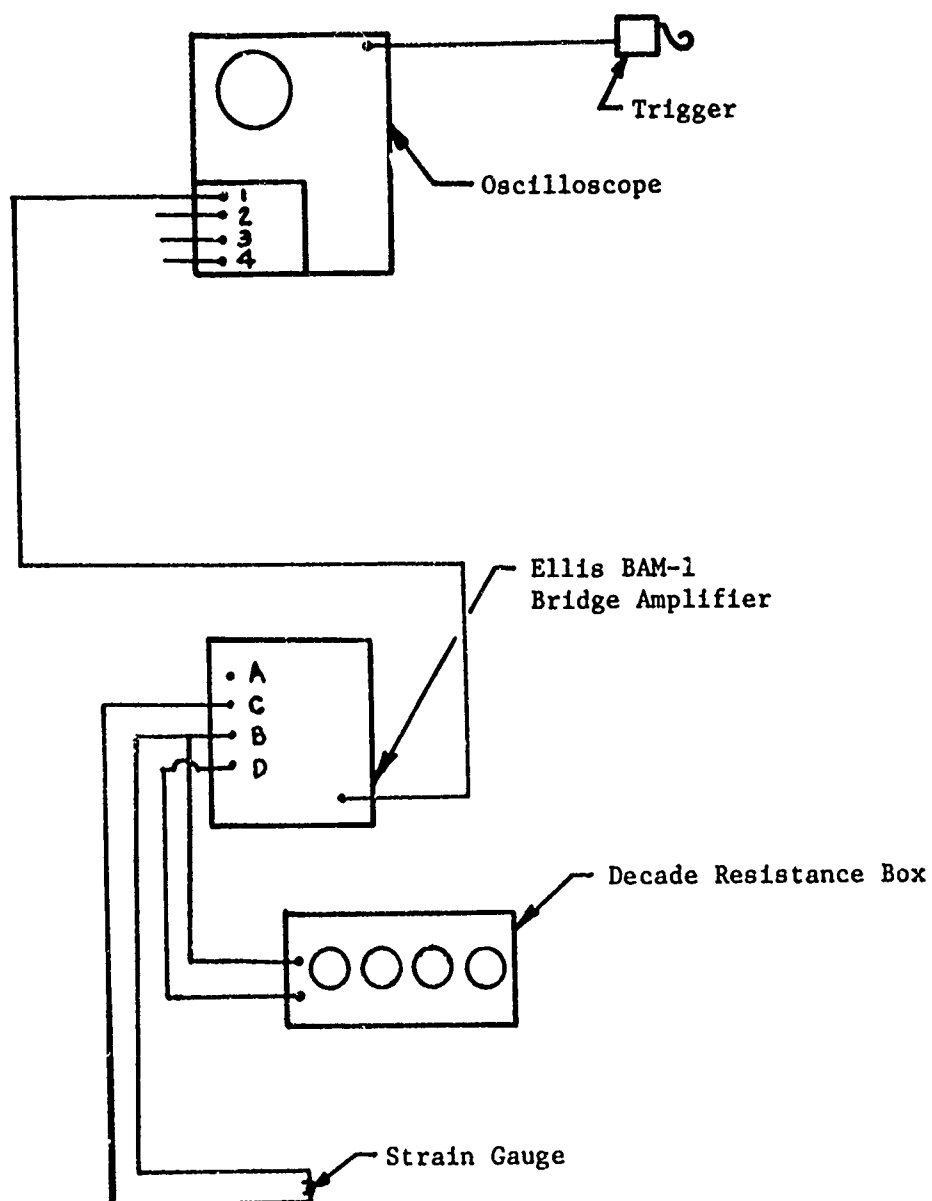 Trigger
Oscilloscope
1
2
3
4
Ellis BAM-1
Bridge Amplifier
A
C
B
D
Decade Resistance Box
Strain Gauge